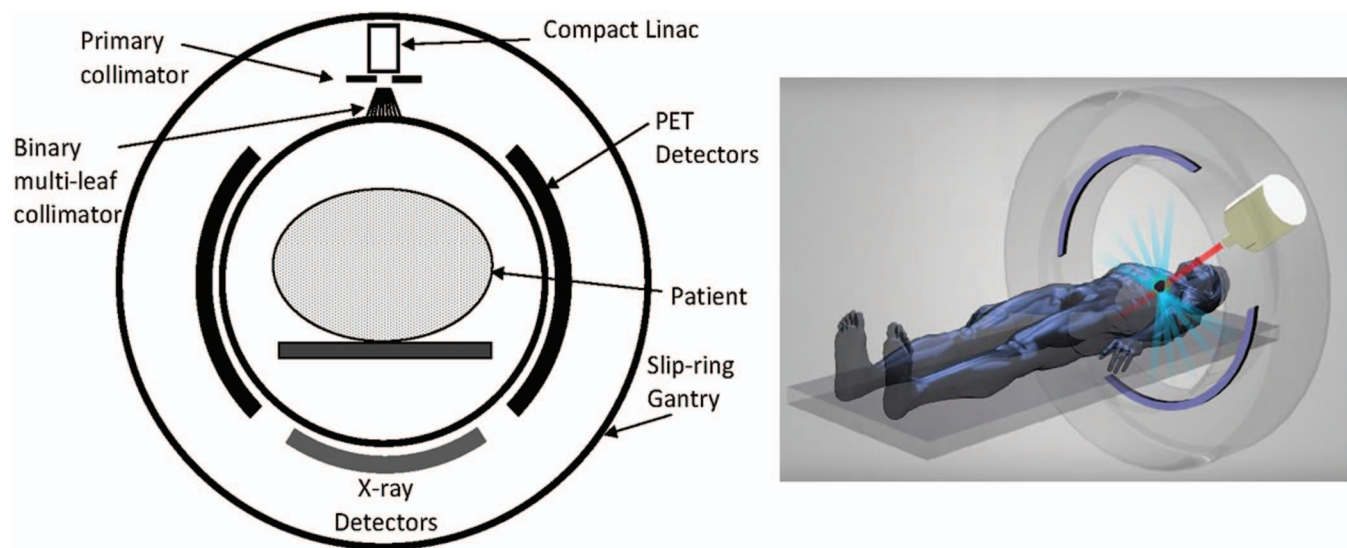 Compact Linac
Primary
collimator
Binary
multi-leaf
collimator
PET
Detectors
Patient
Slip-ring
Gantry
X-ray
Detectors